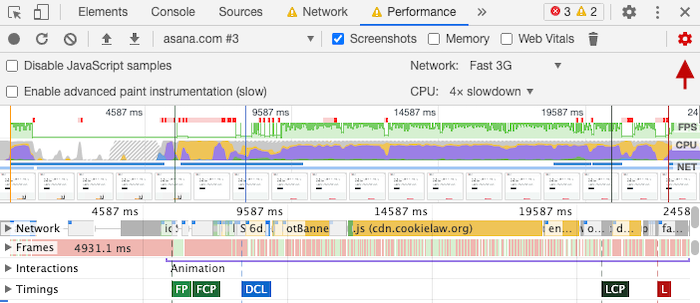 Elements Console Sources Network Performance » 3 2
asana.com #3 Screenshots Memory Web Vitals
Disable JavaScript samples Network: Fast 3G
Enable advanced paint instrumentation (slow) CPU: 4× slowdown
4587 ms 9587 ms 14587 ms 19587 ms 24
FPS
CPU
NET
4587 ms 9587 ms 14587 ms 19587 ms 2458
Network S 6d… otBanne .js (cdn.cookielaw.org) en… o… d… fa…
Frames 4931.1 ms
Interactions Animation
Timings FP FCP DCL LCP L